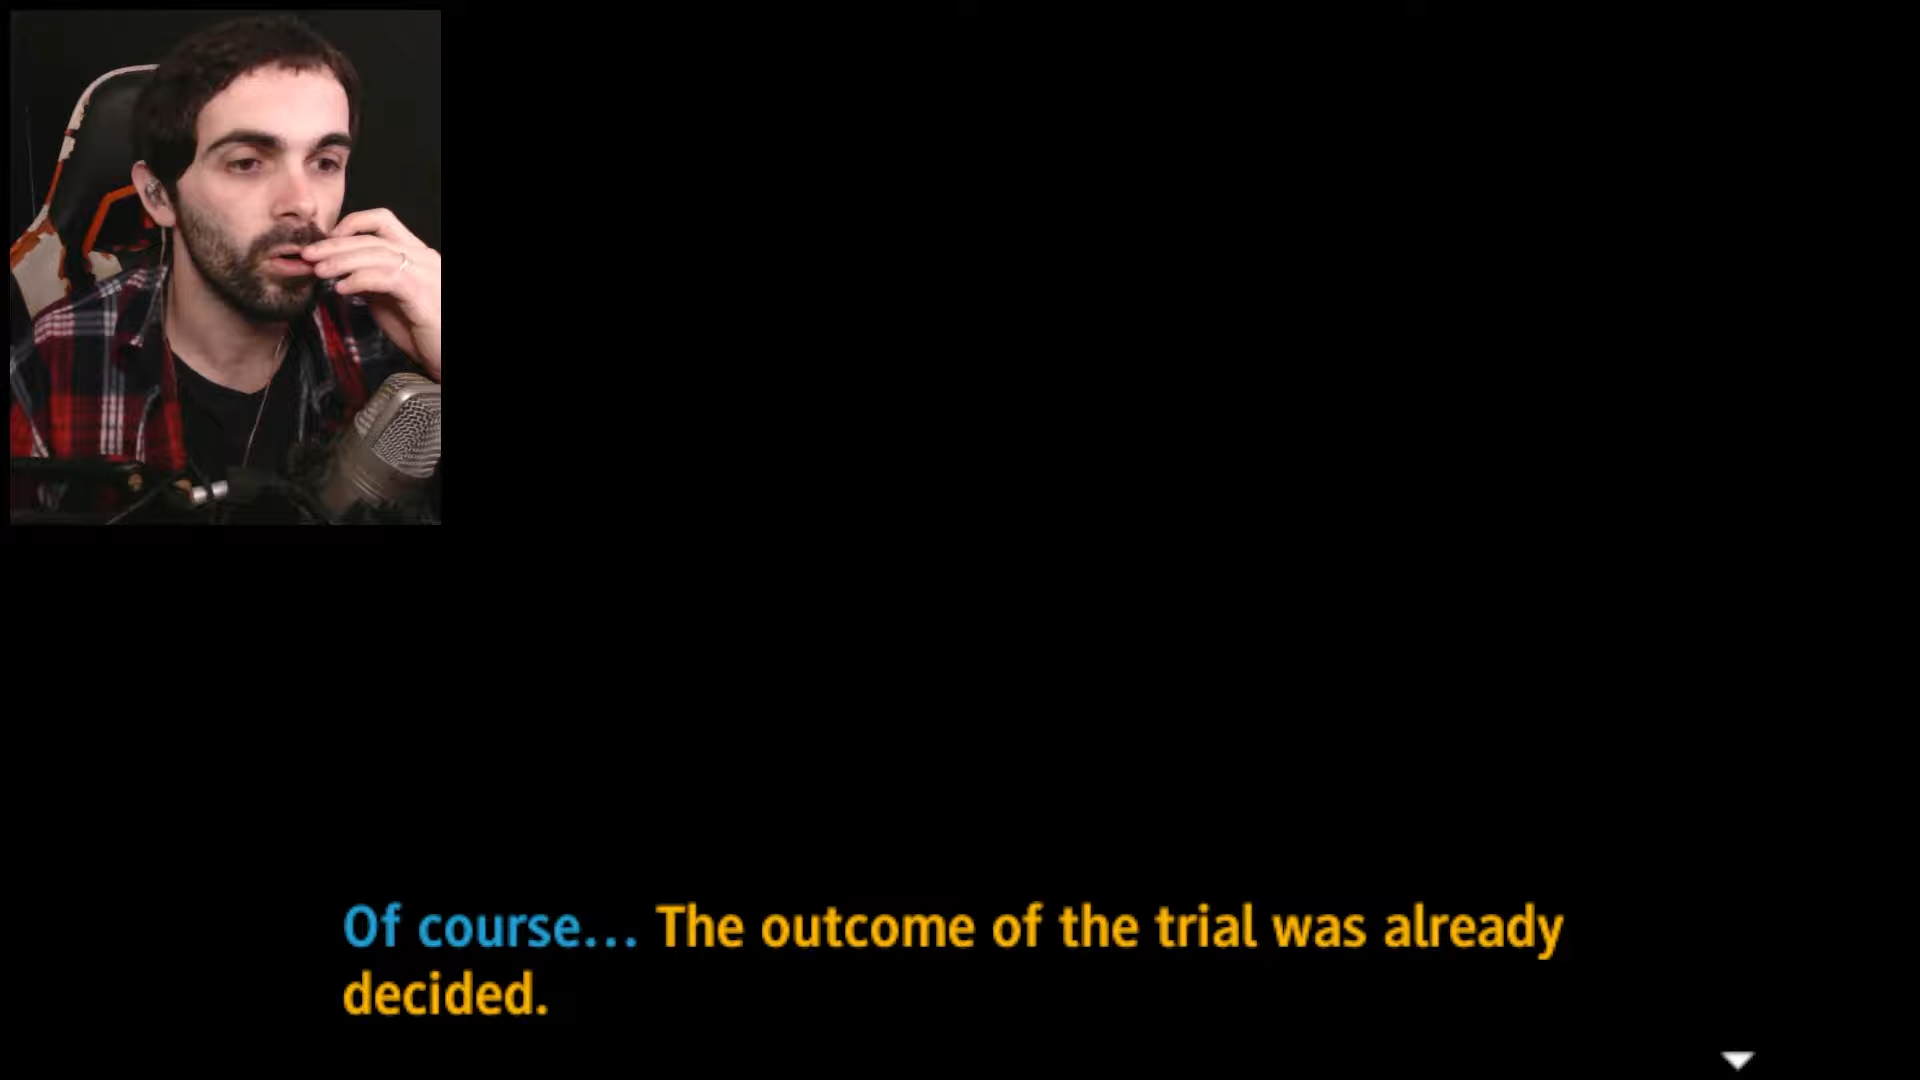 Of course... The outcome of the trial was already
decided.